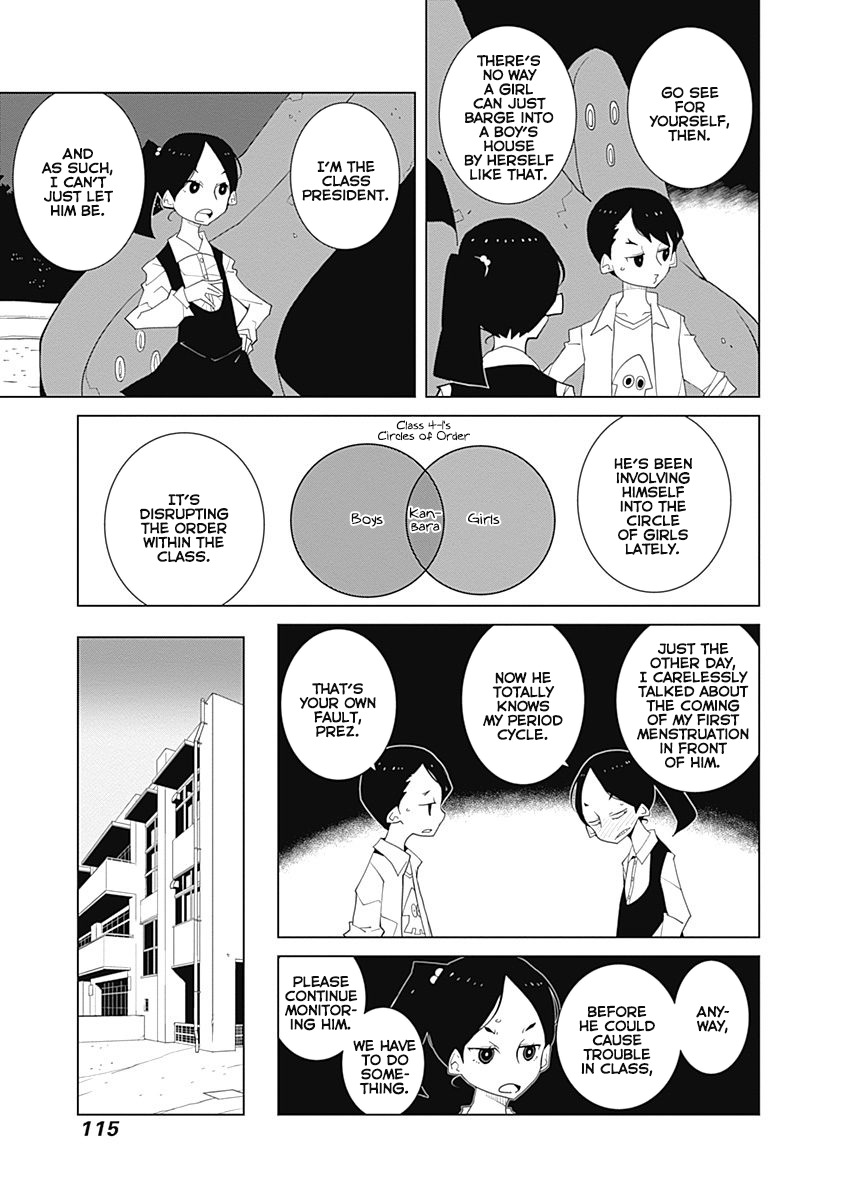 GO SEE
FOR
YOURSELF,
THEN.
THERE'S
NO WAY
A GIRL
CAN JUST
BARGE INTO
A BOY'S
HOUSE
BY HERSELF
LIKE THAT.
I'M THE
CLASS
PRESIDENT.
AND
AS SUCH,
I CAN'T
JUST LET
HIM BE.
HE'S BEEN
INVOLVING
HIMSELF
INTO THE
CIRCLE
OF GIRLS
LATELY.
Class 4-1's
Circles of Order
Boys
Kan-
Bara
Girls
IT'S
DISRUPTING
THE ORDER
WITHIN THE
CLASS.
JUST THE
OTHER DAY,
I CARELESSLY
TALKED ABOUT
THE COMING
OF MY FIRST
MENSTRUATION
IN FRONT
OF HIM.
NOW HE
TOTALLY
KNOWS
MY PERIOD
CYCLE.
THAT'S
YOUR OWN
FAULT,
PREZ.
ANY-
WAY,
BEFORE
HE COULD
CAUSE
TROUBLE
IN CLASS,
WE HAVE
TO DO
SOME-
THING.
PLEASE
CONTINUE
MONITOR-
ING HIM.
115